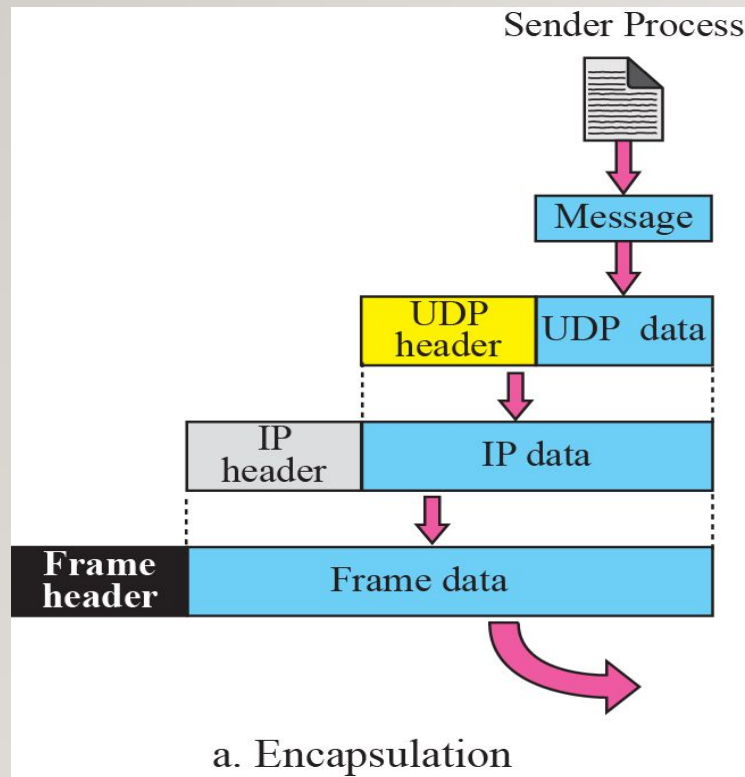 Sender Process
Message
UDP
header
UDP data
IP
header
IP data
Frame
header
Frame data
a. Encapsulation